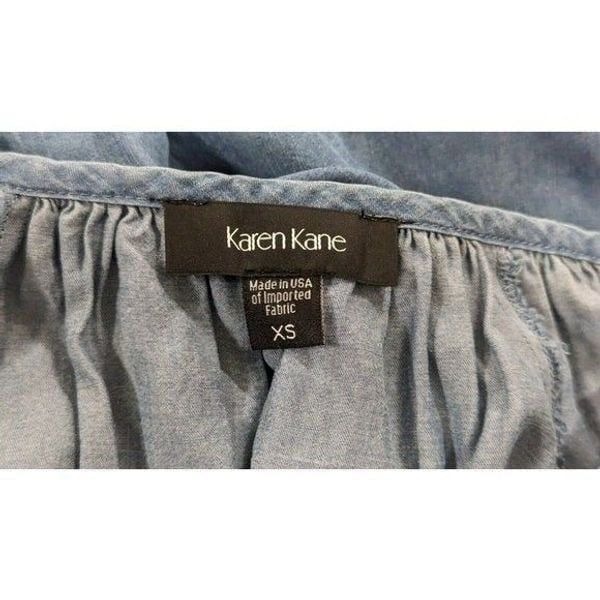 Karen Kane
Made in USA
of Imported
Fabric
XS